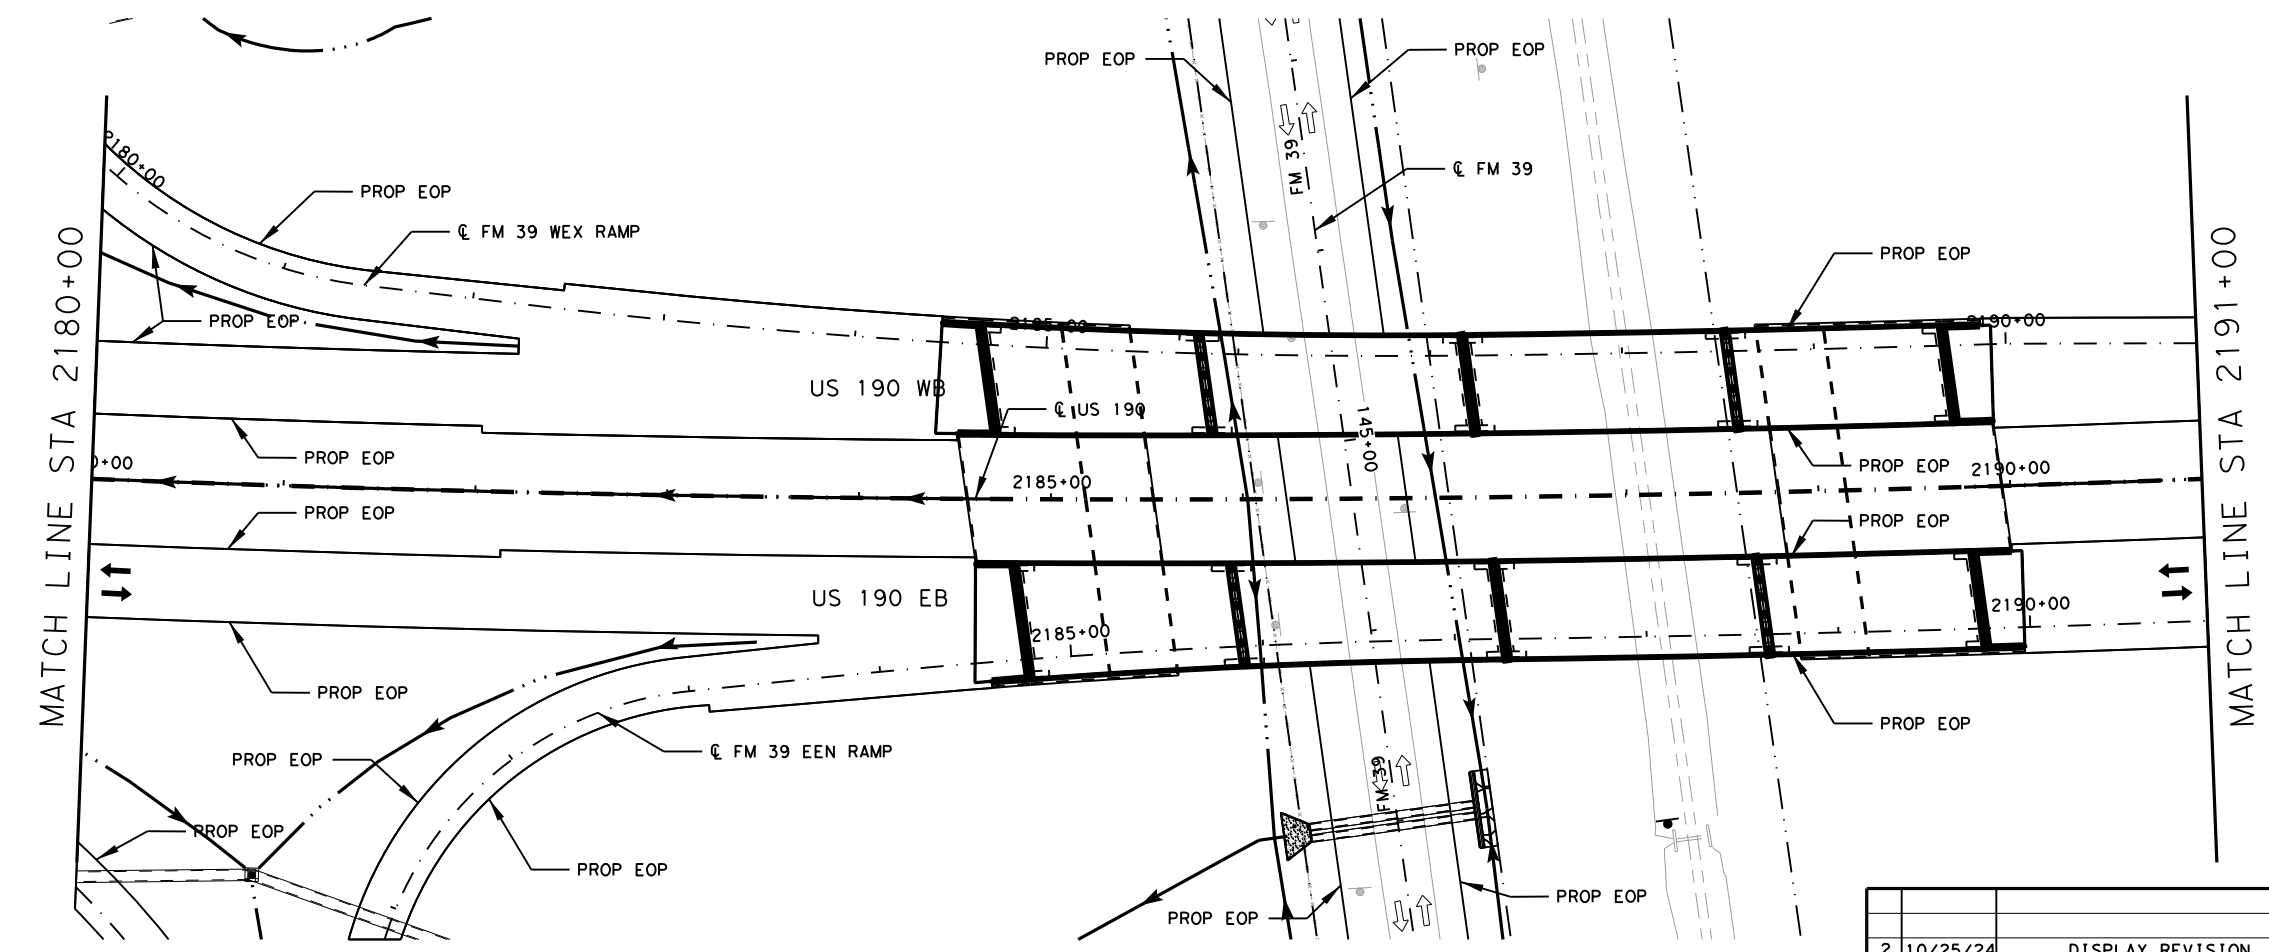 PROP EOP
PROP EOP
2180+00
FM 39
℄ FM 39
PROP EOP
℄ FM 39 WEX RAMP
PROP EOP
MATCH LINE STA 2180+00
MATCH LINE STA 2191+00
PROP EOP
2185+00
2190+00
US 190 WB
℄ US 190
145+00
PROP EOP
0+00
PROP EOP
2190+00
2185+00
PROP EOP
PROP EOP
US 190 EB
2190+00
2185+00
PROP EOP
PROP EOP
℄ FM 39 EEN RAMP
PROP EOP
FM 39
PROP EOP
PROP EOP
PROP EOP
PROP EOP
2 10/25/24 DISPLAY REVISION